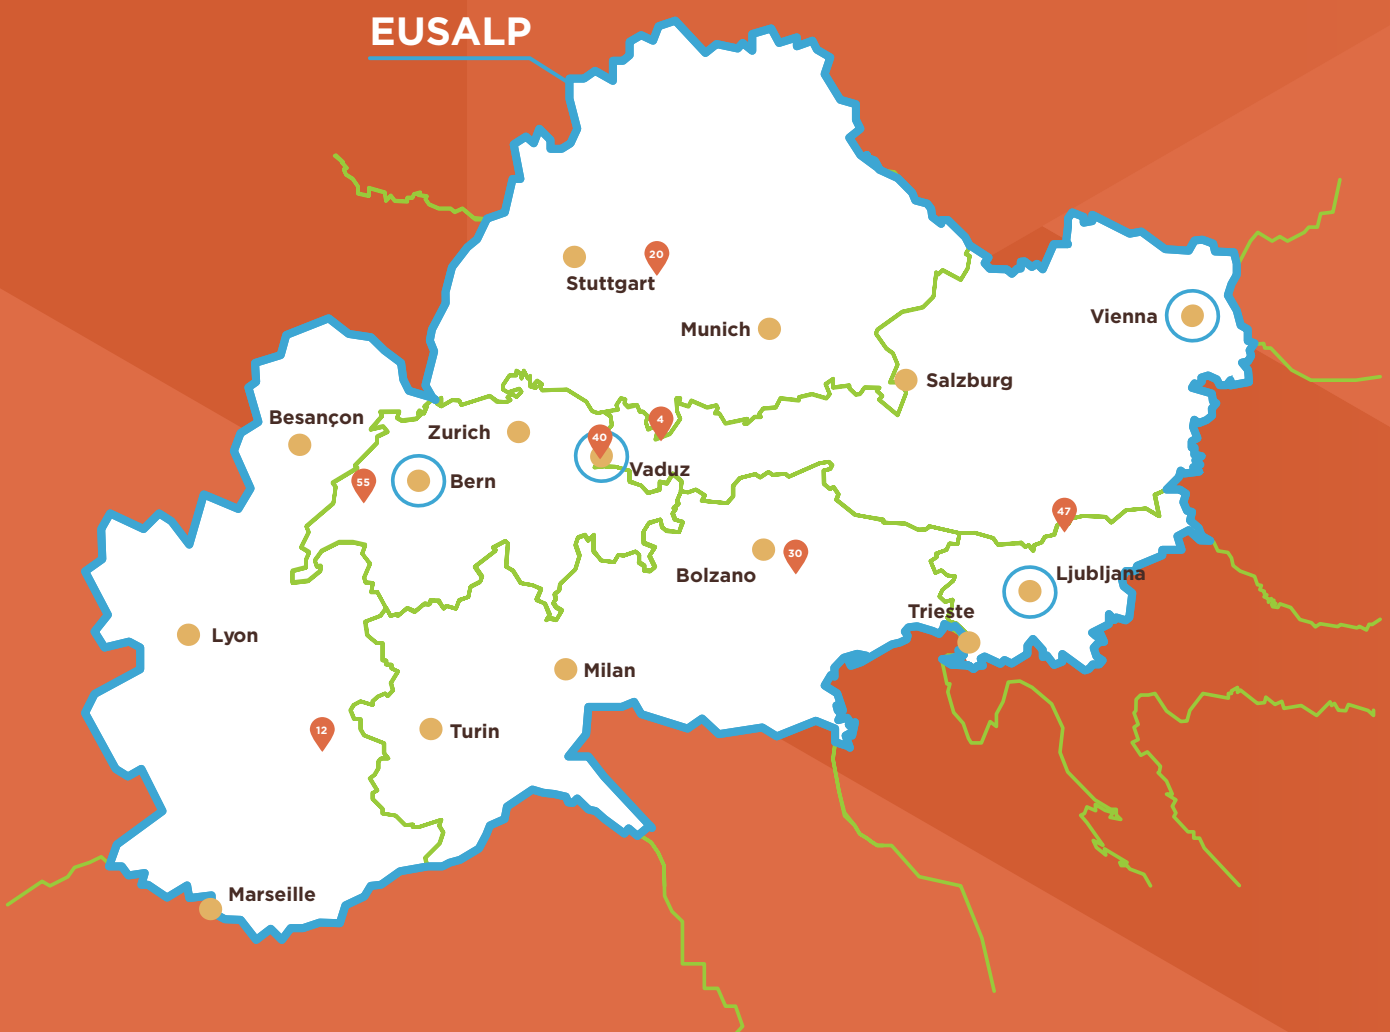 EUSALP
Stuttgart
20
Munich
Vienna
Salzburg
Besançon
Zurich
40
4
Vaduz
55
Bern
47
Bolzano
30
Ljubljana
Trieste
Lyon
Milan
12
Turin
Marseille